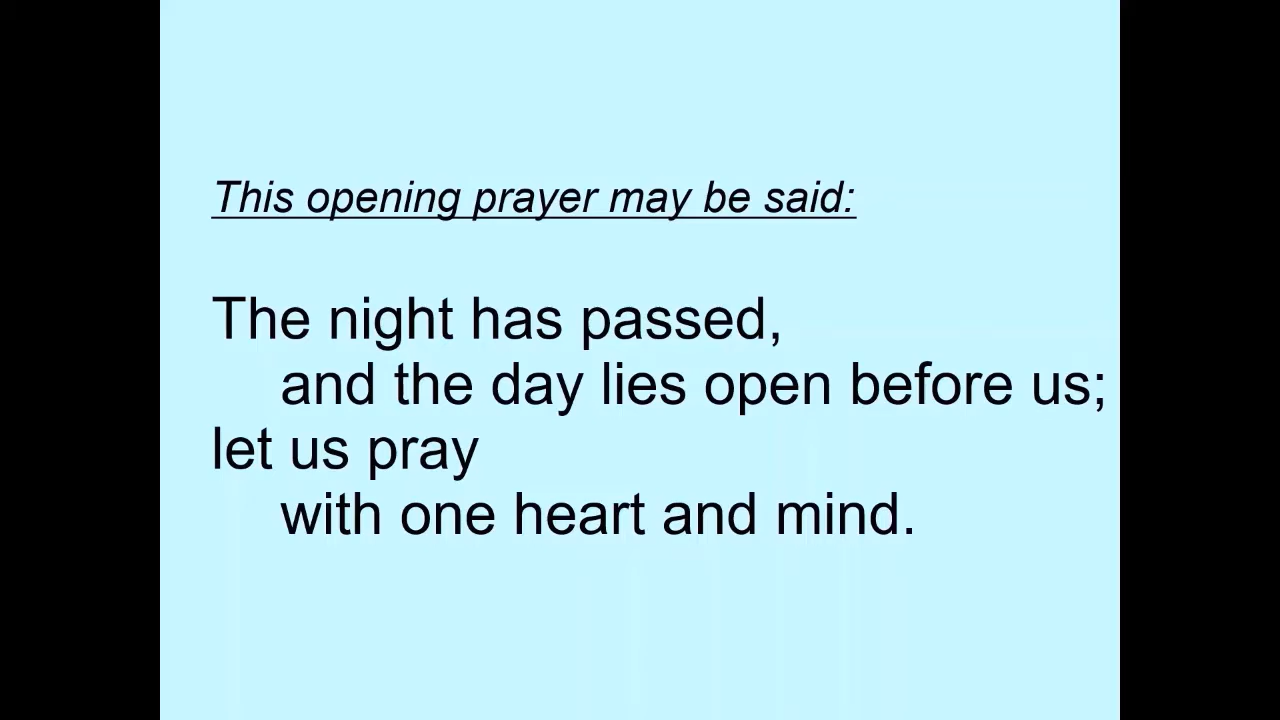 This opening prayer may be said:
The night has passed,
and the day lies open before us;
let us pray
with one heart and mind.